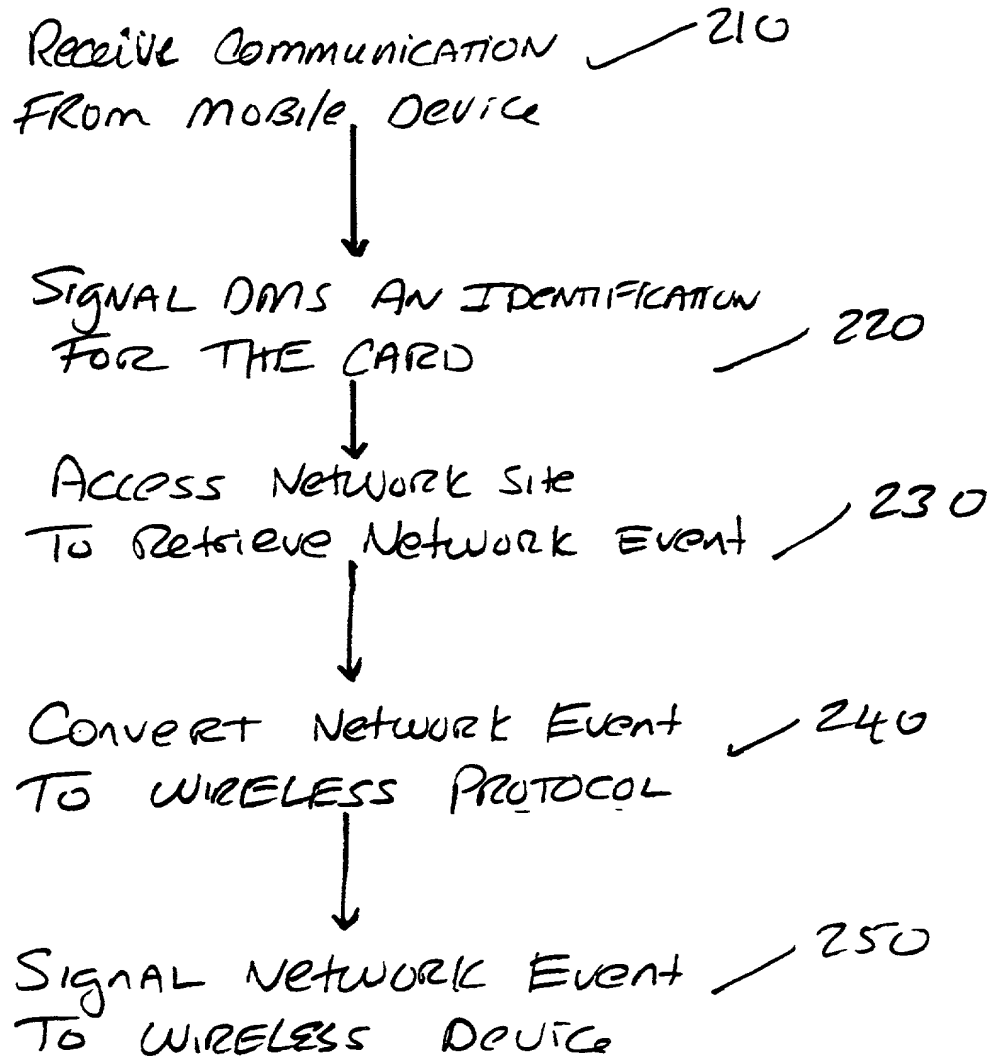 Receive Communication 210
From Mobile Device
Signal DMS An Identification
For The Card 220
Access Network Site
To Retrieve Network Event 230
Convert Network Event 240
To Wireless Protocol
Signal Network Event 250
To Wireless Device